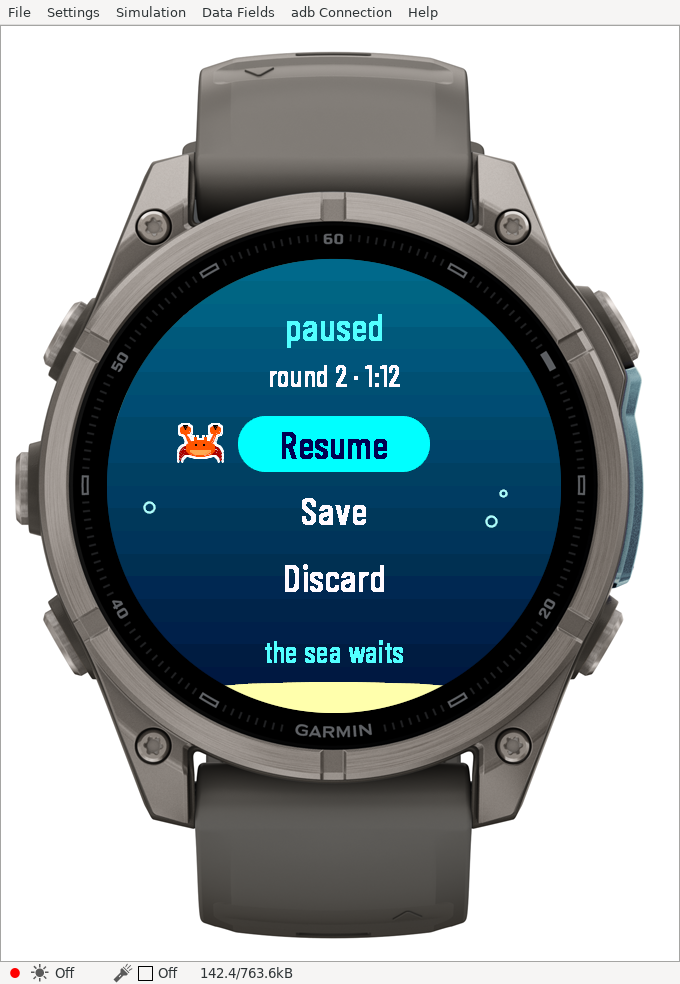 File Settings Simulation Data Fields adb Connection Help
60
50
paused
round 2 · 1:12
Resume
Save
Discard
40
20
the sea waits
GARMIN
Off Off 142.4/763.6kB